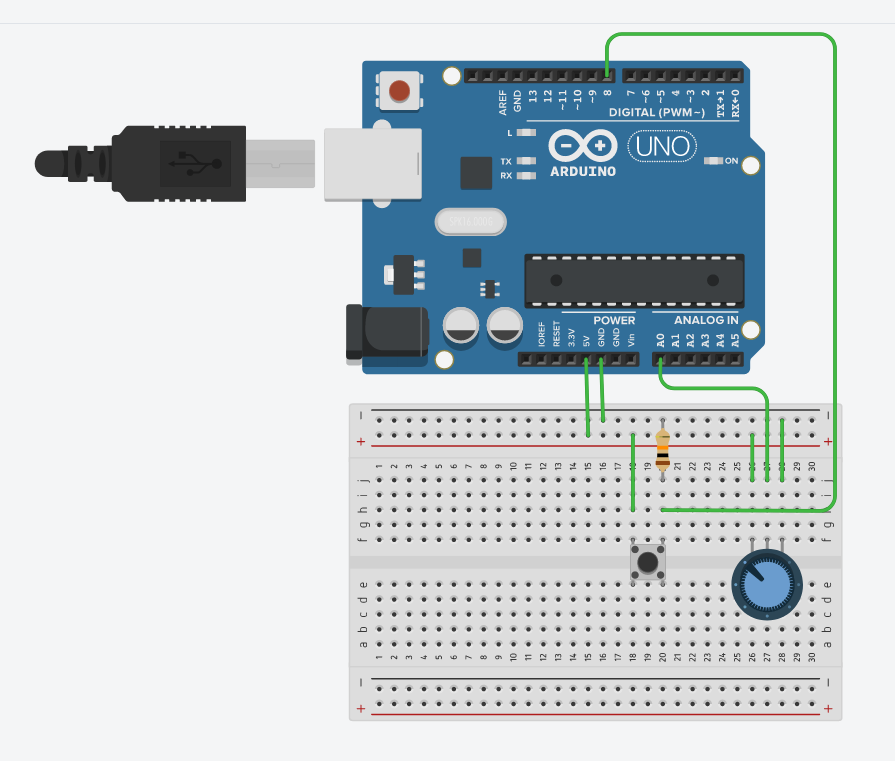 AREF
GND
13
12
~11
~10
~9
8
7
~6
~5
4
~3
2
TX→1
RX←0
DIGITAL (PWM~)
L
TX
RX
ARDUINO
UNO
ON
POWER
ANALOG IN
IOREF
RESET
3.3V
5V
GND
GND
Vin
A0
A1
A2
A3
A4
A5
− −
+ +
1 2 3 4 5 6 7 8 9 10 11 12 13 14 15 16 17 18 19 20 21 22 23 24 25 26 27 28 29 30
j j
i i
h h
g g
f f
e e
d d
c c
b b
a a
1 2 3 4 5 6 7 8 9 10 11 12 13 14 15 16 17 18 19 20 21 22 23 24 25 26 27 28 29 30
− −
+ +